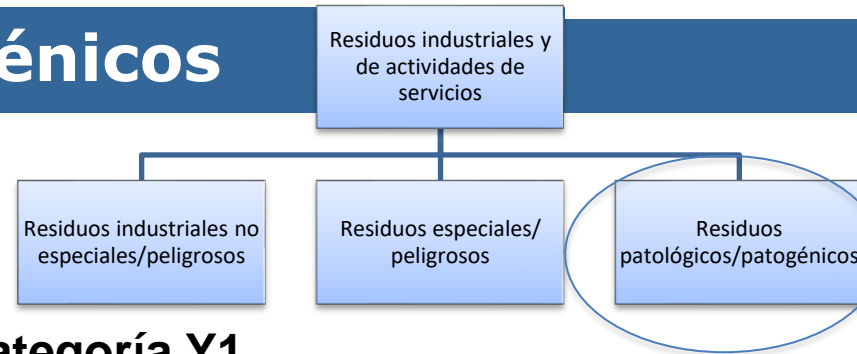 énicos
Residuos industriales y
de actividades de
servicios
Residuos industriales no
especiales/peligrosos
Residuos especiales/
peligrosos
Residuos
patológicos/patogénicos
ategoría Y1